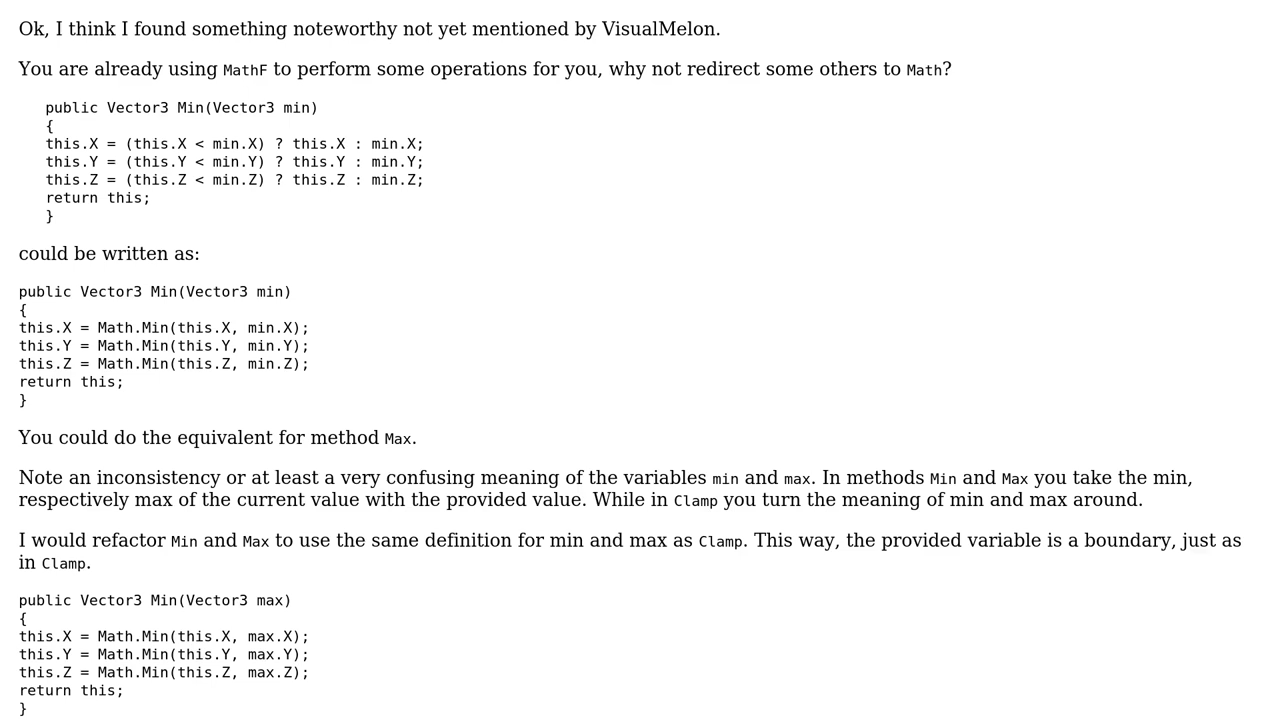 Ok, I think I found something noteworthy not yet mentioned by VisualMelon.
You are already using MathF to perform some operations for you, why not redirect some others to Math?
public Vector3 Min(Vector3 min)
{
this.X = (this.X < min.X) ? this.X : min.X;
this.Y = (this.Y < min.Y) ? this.Y : min.Y;
this.Z = (this.Z < min.Z) ? this.Z : min.Z;
return this;
}
could be written as:
public Vector3 Min(Vector3 min)
{
this.X = Math.Min(this.X, min.X);
this.Y = Math.Min(this.Y, min.Y);
this.Z = Math.Min(this.Z, min.Z);
return this;
}
You could do the equivalent for method Max.
Note an inconsistency or at least a very confusing meaning of the variables min and max. In methods Min and Max you take the min,
respectively max of the current value with the provided value. While in Clamp you turn the meaning of min and max around.
I would refactor Min and Max to use the same definition for min and max as Clamp. This way, the provided variable is a boundary, just as
in Clamp.
public Vector3 Min(Vector3 max)
{
this.X = Math.Min(this.X, max.X);
this.Y = Math.Min(this.Y, max.Y);
this.Z = Math.Min(this.Z, max.Z);
return this;
}